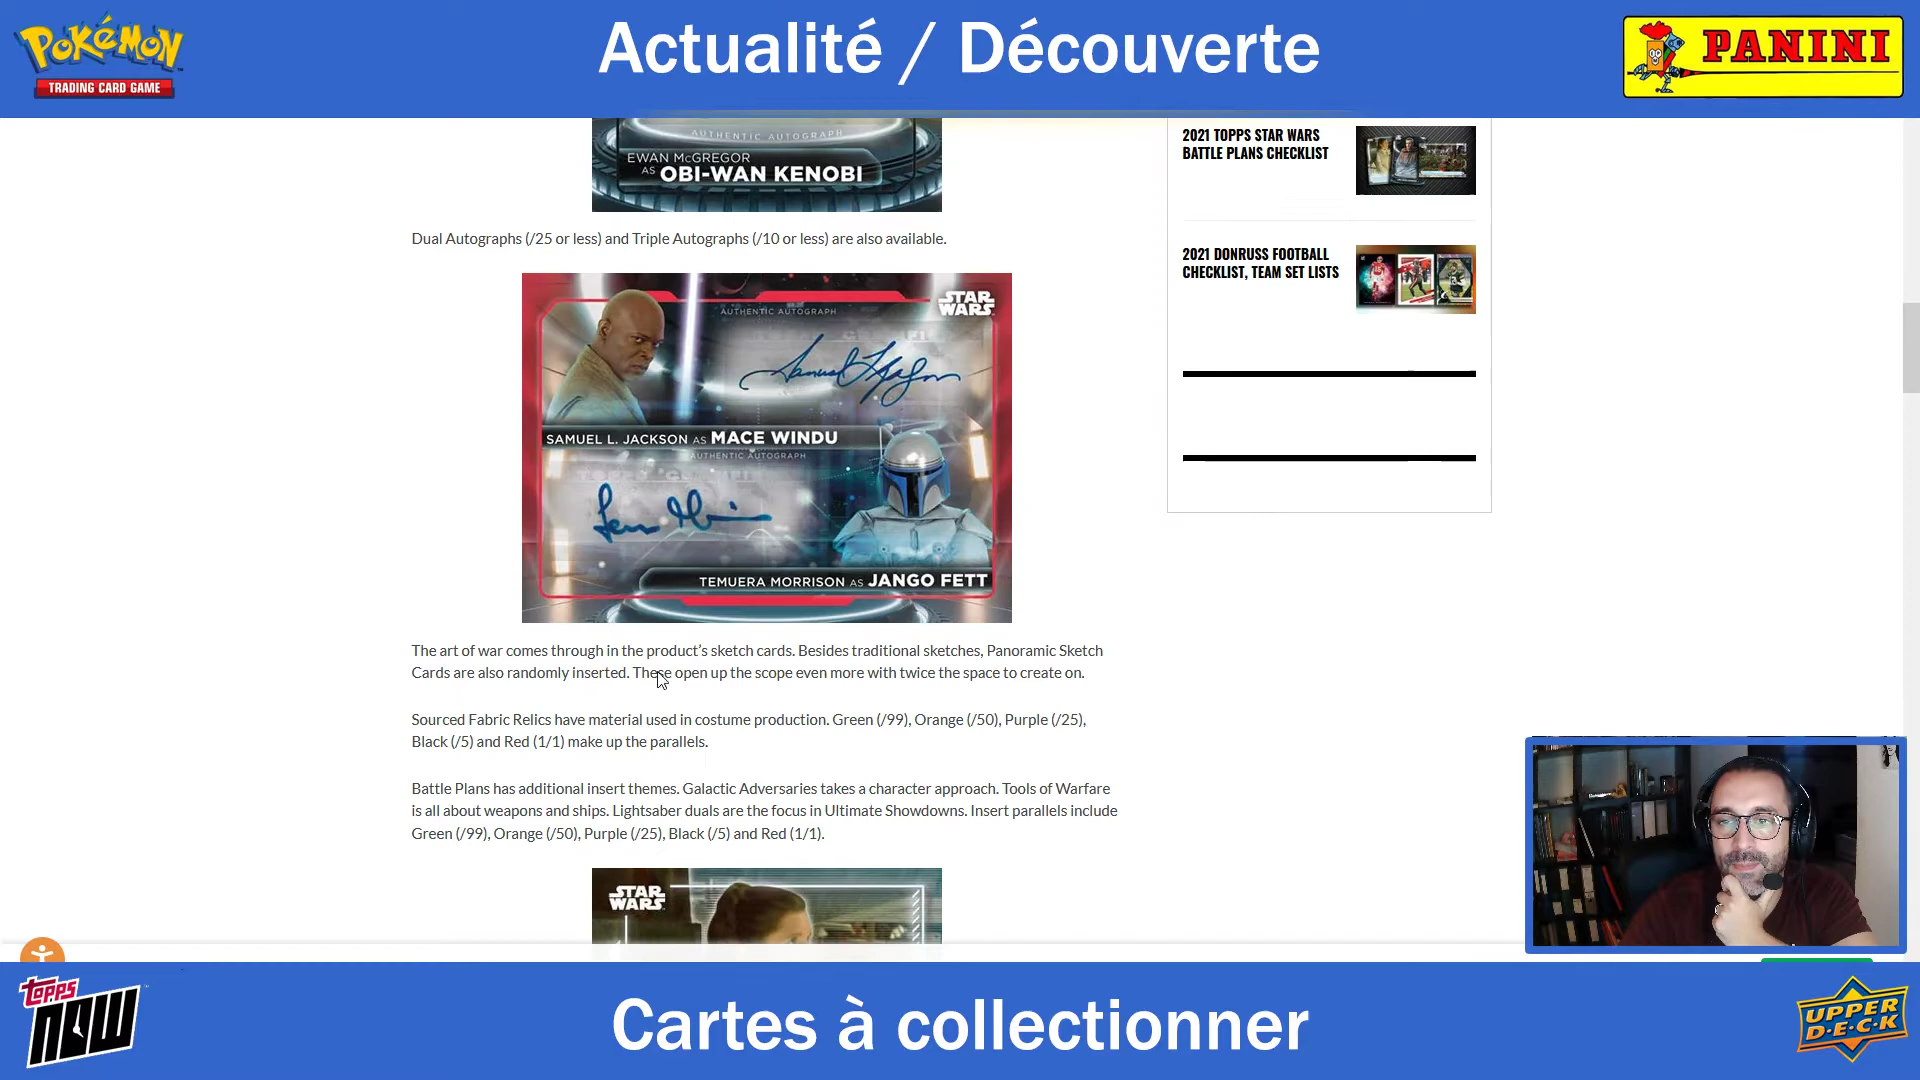 POKéMON
TRADING CARD GAME
Actualité / Découverte
PANINI
AUTHENTIC AUTOGRAPH
EWAN McGREGOR
AS OBI-WAN KENOBI
2021 TOPPS STAR WARS
BATTLE PLANS CHECKLIST
2021 DONRUSS FOOTBALL
CHECKLIST, TEAM SET LISTS
Dual Autographs (/25 or less) and Triple Autographs (/10 or less) are also available.
AUTHENTIC AUTOGRAPH
STAR
WARS
SAMUEL L. JACKSON AS MACE WINDU
AUTHENTIC AUTOGRAPH
TEMUERA MORRISON AS JANGO FETT
The art of war comes through in the product’s sketch cards. Besides traditional sketches, Panoramic Sketch
Cards are also randomly inserted. These open up the scope even more with twice the space to create on.
Sourced Fabric Relics have material used in costume production. Green (/99), Orange (/50), Purple (/25),
Black (/5) and Red (1/1) make up the parallels.
Battle Plans has additional insert themes. Galactic Adversaries takes a character approach. Tools of Warfare
is all about weapons and ships. Lightsaber duals are the focus in Ultimate Showdowns. Insert parallels include
Green (/99), Orange (/50), Purple (/25), Black (/5) and Red (1/1).
STAR
WARS
topps
NOW
Cartes à collectionner
UPPER
D•E•C•K